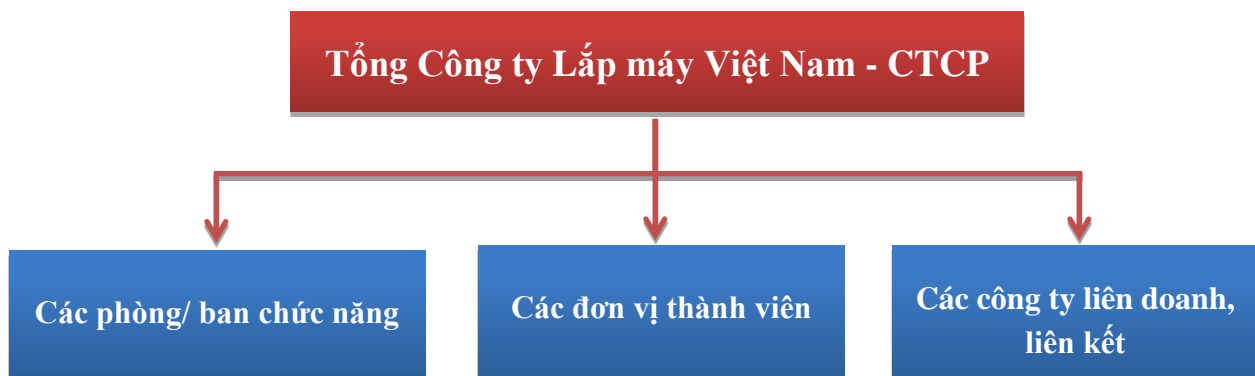 Tổng Công ty Lắp máy Việt Nam - CTCP
Các phòng/ ban chức năng
Các đơn vị thành viên
Các công ty liên doanh,
liên kết